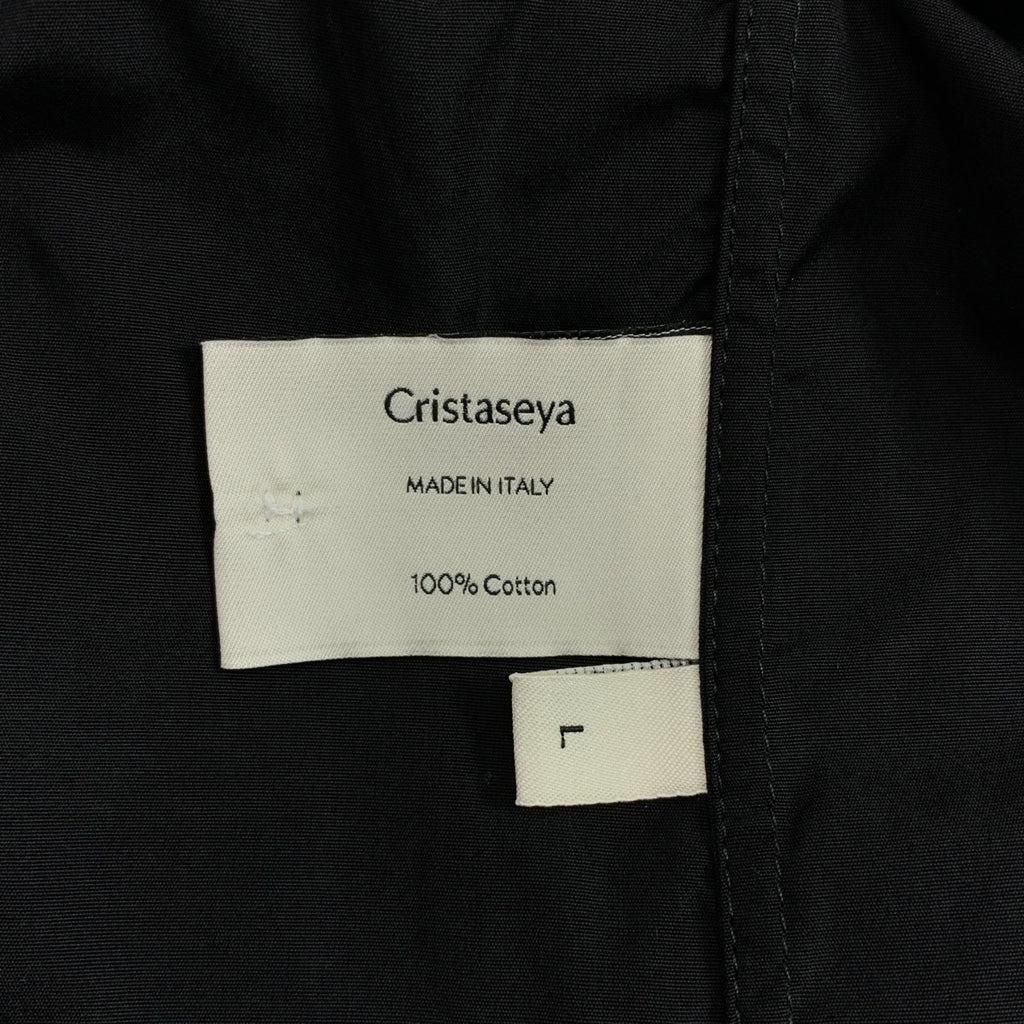 Cristaseya
MADE IN ITALY
100% Cotton
L